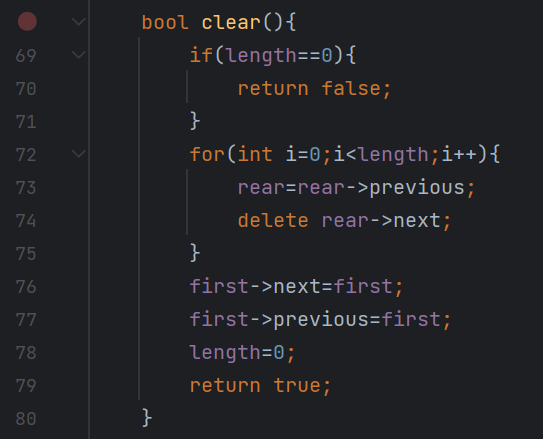 bool clear(){
69 if(length==0){
70 return false;
71 }
72 for(int i=0;i<length;i++){
73 rear=rear->previous;
74 delete rear->next;
75 }
76 first->next=first;
77 first->previous=first;
78 length=0;
79 return true;
80 }